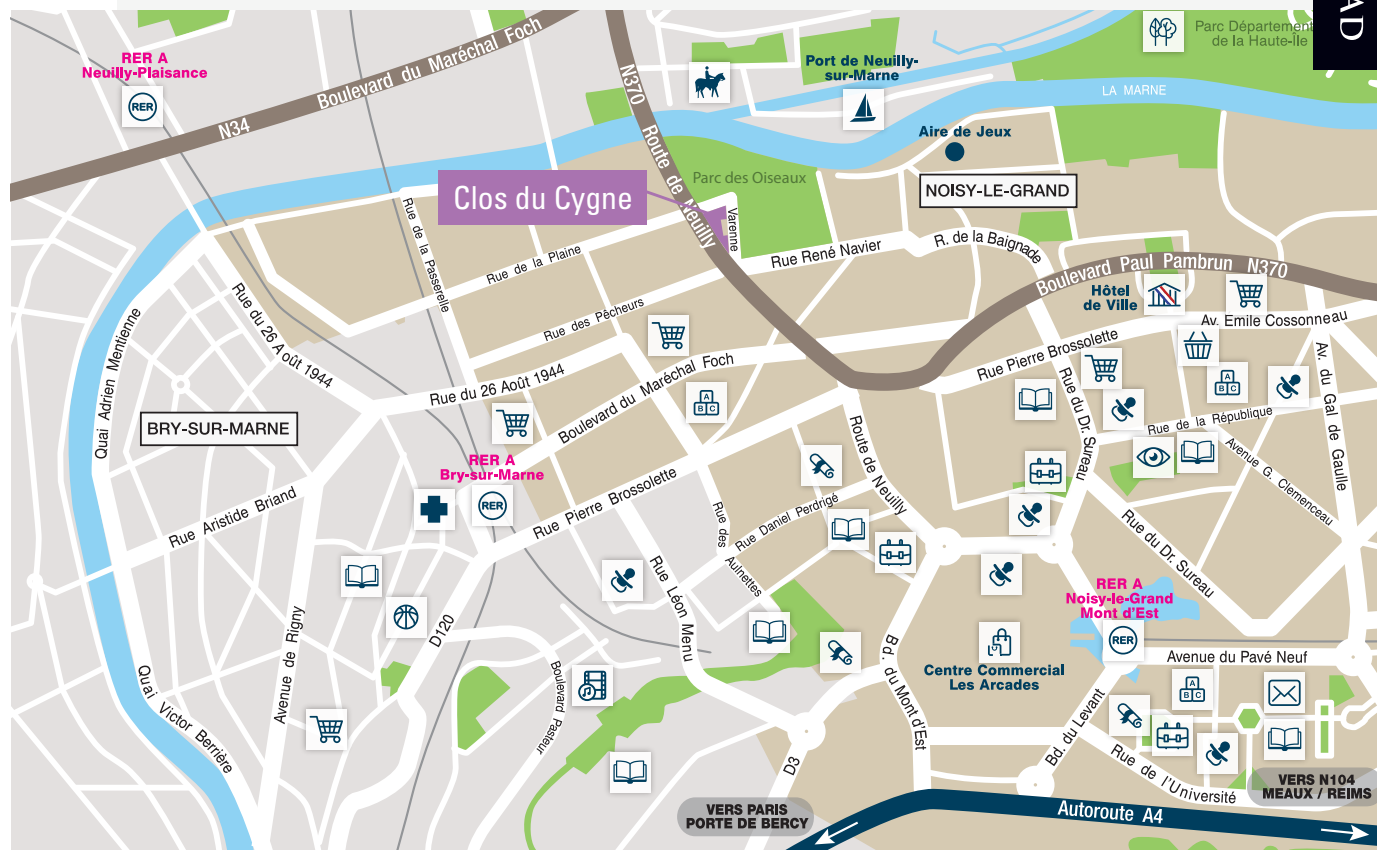 AD
RER A
Neuilly-Plaisance
RER
Boulevard du Maréchal Foch
N34
N370
Route de Neuilly
Port de Neuilly-
sur-Marne
Parc Département
de la Haute-Île
LA MARNE
Aire de Jeux
Parc des Oiseaux
NOISY-LE-GRAND
Clos du Cygne
Varenne
Rue de la Passerelle
Rue de la Plaine
Rue René Navier
R. de la Baignade
Boulevard Paul Pambrun N370
Hôtel
de Ville
Av. Emile Cossonneau
Rue des Pêcheurs
Rue du 26 Août 1944
Quai Adrien Mentienne
Rue du 26 Août 1944
Boulevard du Maréchal Foch
Rue Pierre Brossolette
Rue du Dr. Sureau
Av. du Gal de Gaulle
A
B C
A
B C
Rue de la République
Avenue G. Clemenceau
BRY-SUR-MARNE
RER A
Bry-sur-Marne
RER
Route de Neuilly
Rue Pierre Brossolette
Rue des Aulnettes
Rue Daniel Perdrigé
Rue Aristide Briand
Rue du Dr. Sureau
Rue Léon Menu
RER A
Noisy-le-Grand
Mont d'Est
RER
Avenue de Rigny
D120
Boulevard Pasteur
Bd. du Mont d'Est
Centre Commercial
Les Arcades
Avenue du Pavé Neuf
A
B C
Quai Victor Berrière
D3
Bd. du Levant
Rue de l'Université
VERS N104
MEAUX / REIMS
VERS PARIS
PORTE DE BERCY
Autoroute A4